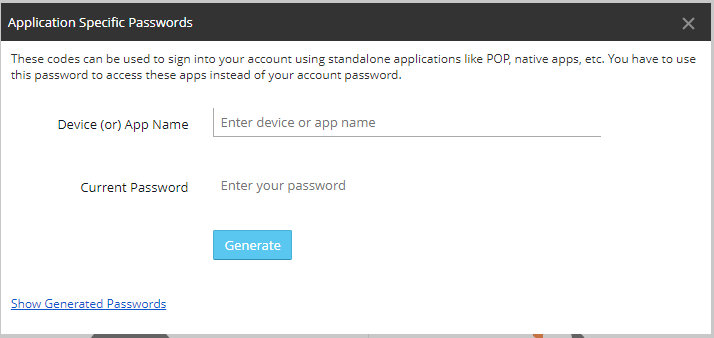 Application Specific Passwords
These codes can be used to sign into your account using standalone applications like POP, native apps, etc. You have to use
this password to access these apps instead of your account password.
Device (or) App Name
Enter device or app name
Current Password
Enter your password
Generate
Show Generated Passwords